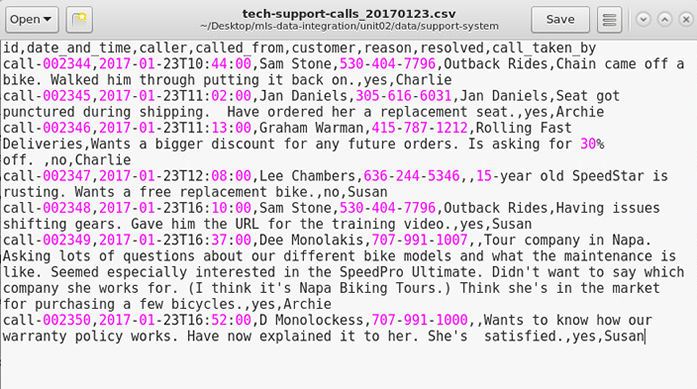 Open
tech-support-calls_20170123.csv
~/Desktop/mls-data-integration/unit02/data/support-system
Save
id,date_and_time,caller,called_from,customer,reason,resolved,call_taken_by
call-002344,2017-01-23T10:44:00,Sam Stone,530-404-7796,Outback Rides,Chain came off a
bike. Walked him through putting it back on.,yes,Charlie
call-002345,2017-01-23T11:02:00,Jan Daniels,305-616-6031,Jan Daniels,Seat got
punctured during shipping.  Have ordered her a replacement seat.,yes,Archie
call-002346,2017-01-23T11:13:00,Graham Warman,415-787-1212,Rolling Fast
Deliveries,Wants a bigger discount for any future orders. Is asking for 30%
off. ,no,Charlie
call-002347,2017-01-23T12:08:00,Lee Chambers,636-244-5346,,15-year old SpeedStar is
rusting. Wants a free replacement bike.,no,Susan
call-002348,2017-01-23T16:10:00,Sam Stone,530-404-7796,Outback Rides,Having issues
shifting gears. Gave him the URL for the training video.,yes,Susan
call-002349,2017-01-23T16:37:00,Dee Monolakis,707-991-1007,,Tour company in Napa.
Asking lots of questions about our different bike models and what the maintenance is
like. Seemed especially interested in the SpeedPro Ultimate. Didn't want to say which
company she works for. (I think it's Napa Biking Tours.) Think she's in the market
for purchasing a few bicycles.,yes,Archie
call-002350,2017-01-23T16:52:00,D Monolockess,707-991-1000,,Wants to know how our
warranty policy works. Have now explained it to her. She's  satisfied.,yes,Susan